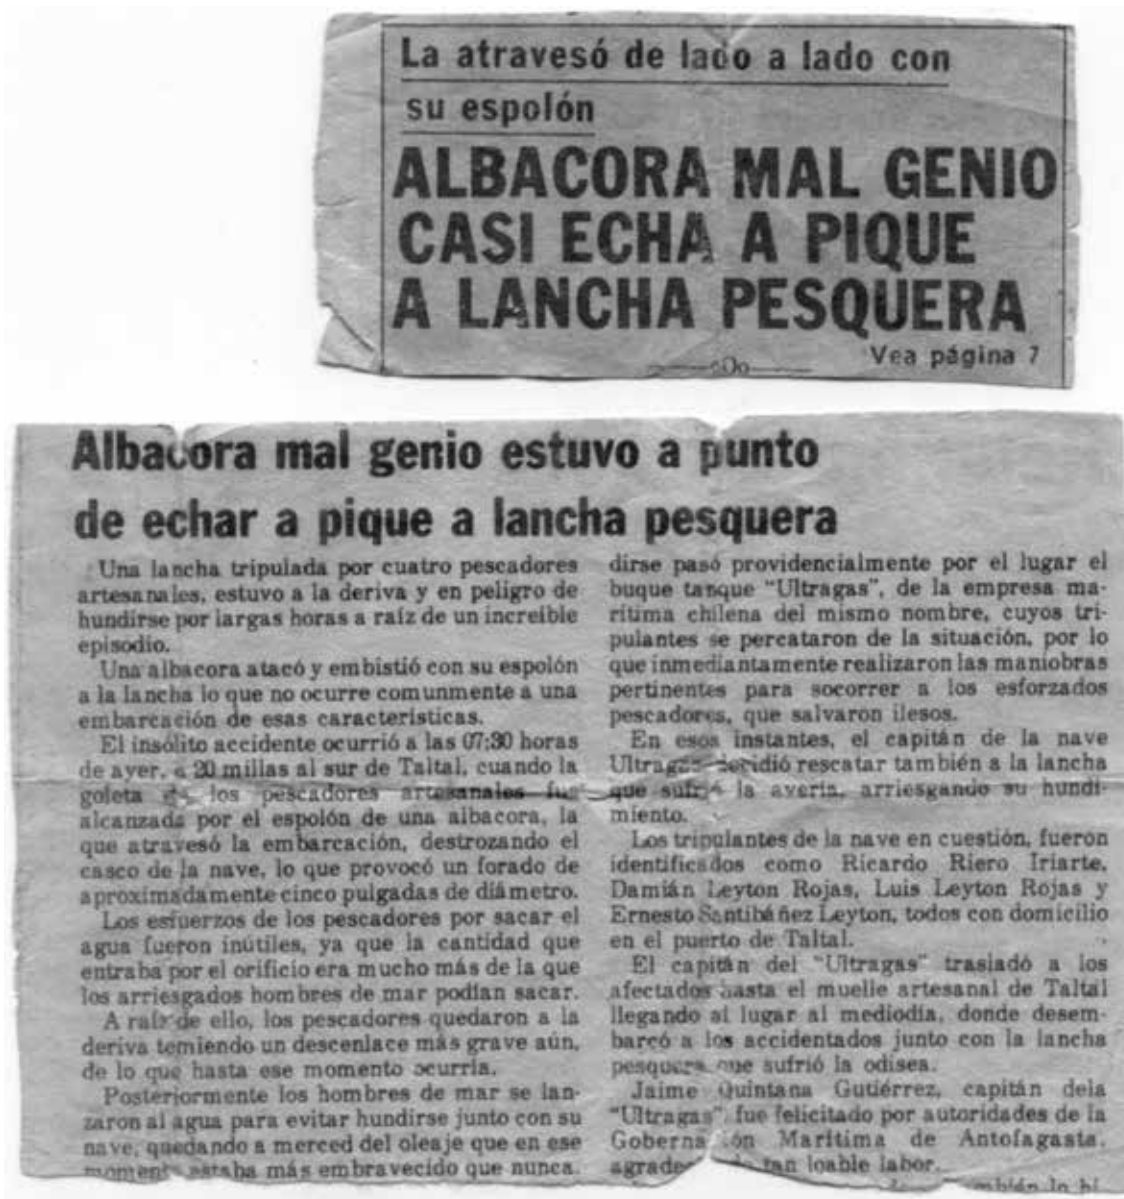 La atravesó de lado a lado con
su espolón
ALBACORA MAL GENIO
CASI ECHA A PIQUE
A LANCHA PESQUERA
Vea página 7
Albacora mal genio estuvo a punto
de echar a pique a lancha pesquera
Una lancha tripulada por cuatro pescadores
artesanales, estuvo a la deriva y en peligro de
hundirse por largas horas a raíz de un increíble
episodio.
Una albacora atacó y embistió con su espolón
a la lancha lo que no ocurre comunmente a una
embarcación de esas características.
El insólito accidente ocurrió a las 07:30 horas
de ayer, a 20 millas al sur de Taltal, cuando la
goleta de los pescadores artesanales fue
alcanzada por el espolón de una albacora, la
que atravesó la embarcación, destrozando el
casco de la nave, lo que provocó un forado de
aproximadamente cinco pulgadas de diámetro.
Los esfuerzos de los pescadores por sacar el
agua fueron inútiles, ya que la cantidad que
entraba por el orificio era mucho más de la que
los arriesgados hombres de mar podían sacar.
A raíz de ello, los pescadores quedaron a la
deriva temiendo un descenlace más grave aún,
de lo que hasta ese momento ocurría.
Posteriormente los hombres de mar se lan-
zaron al agua para evitar hundirse junto con su
nave, quedando a merced del oleaje que en ese
moment estaba más embravecido que nunca.
dirse pasó providencialmente por el lugar el
buque tanque "Ultragas", de la empresa ma-
rítima chilena del mismo nombre, cuyos tri-
pulantes se percataron de la situación, por lo
que inmediantamente realizaron las maniobras
pertinentes para socorrer a los esforzados
pescadores, que salvaron ilesos.
En esos instantes, el capitán de la nave
Ultragas decidió rescatar también a la lancha
que sufrió la avería, arriesgando su hundi-
miento.
Los tripulantes de la nave en cuestión, fueron
identificados como Ricardo Riero Iriarte,
Damián Leyton Rojas, Luis Leyton Rojas y
Ernesto Santibáñez Leyton, todos con domicilio
en el puerto de Taltal.
El capitán del "Ultragas" trasladó a los
afectados hasta el muelle artesanal de Taltal
llegando al lugar al mediodía, donde desem-
barcó a los accidentados junto con la lancha
pesquera que sufrió la odisea.
Jaime Quintana Gutiérrez, capitán dela
"Ultragas", fue felicitado por autoridades de la
Gobernación Marítima de Antofagasta,
tan loable labor.